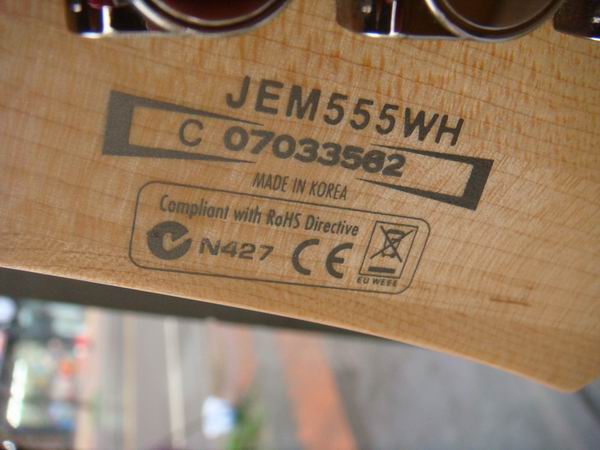 JEM555WH
C 07033562
MADE IN KOREA
Compliant with RoHS Directive
N427 CE
EU WEEE